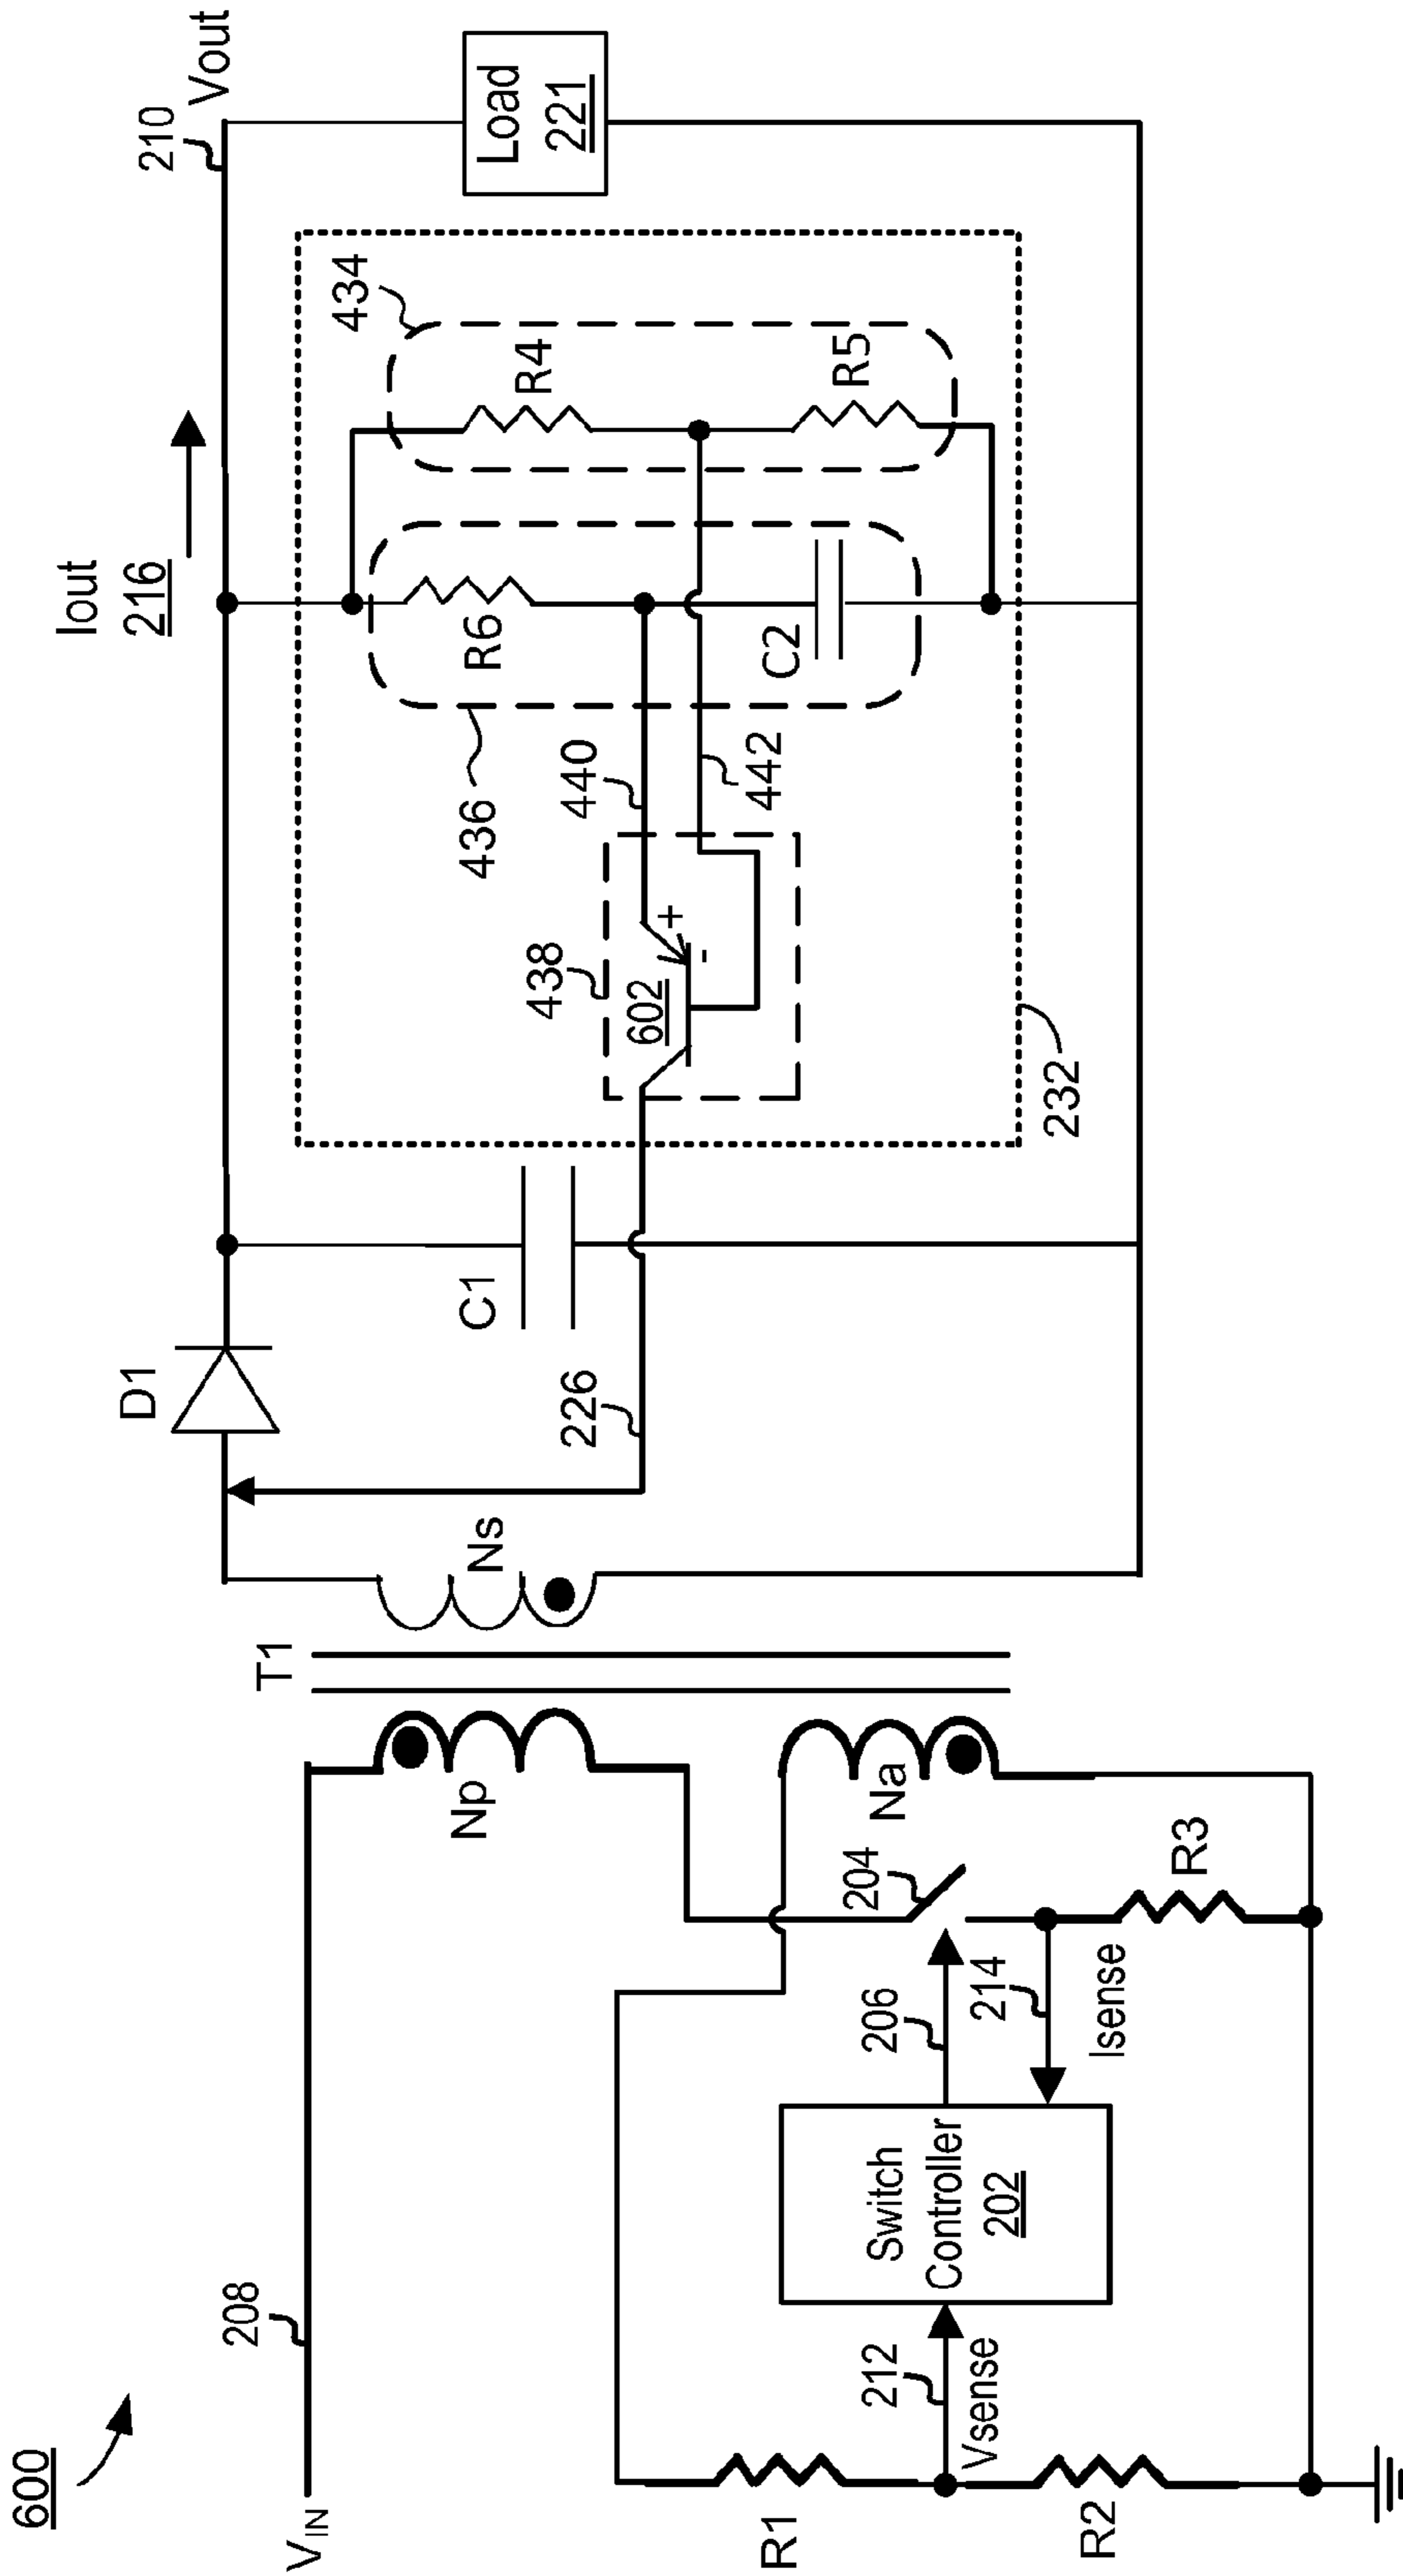 600
V_IN
208
Np
T1
Ns
D1
Iout
216
210
Vout
226
C1
438
602
+
-
440
442
436
R6
C2
434
R4
R5
Load
221
232
R1
R2
212
Vsense
Switch
Controller
202
206
214
Isense
204
Na
R3